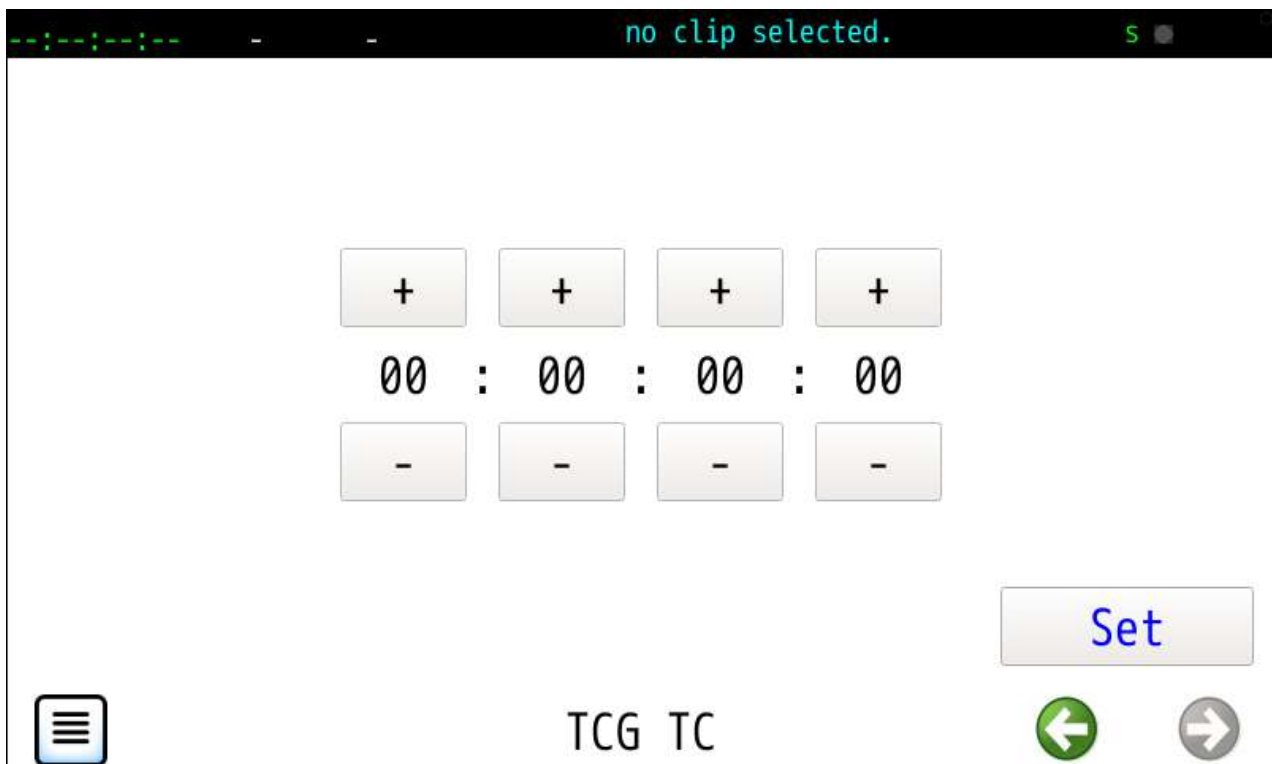 --:--:--:-- - - no clip selected. S
+ + + +
00 : 00 : 00 : 00
- - - -
Set
TCG TC